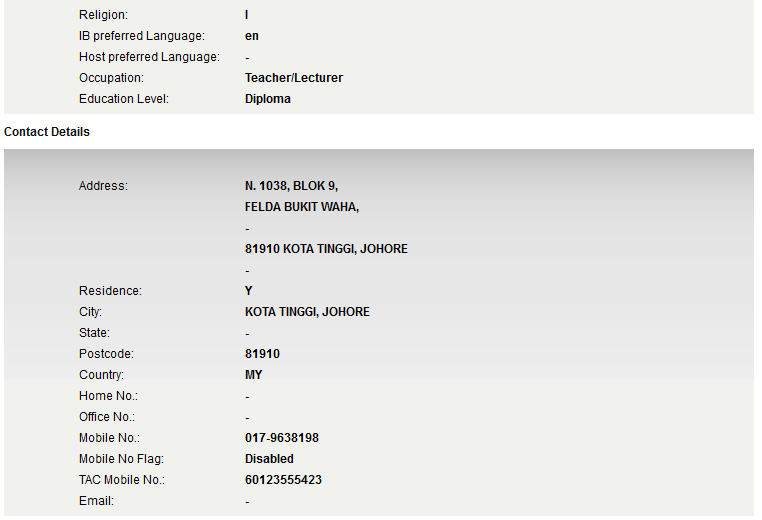 Religion: I
IB preferred Language: en
Host preferred Language: -
Occupation: Teacher/Lecturer
Education Level: Diploma
Contact Details
Address: N. 1038, BLOK 9,
FELDA BUKIT WAHA,
-
81910 KOTA TINGGI, JOHORE
-
Residence: Y
City: KOTA TINGGI, JOHORE
State: -
Postcode: 81910
Country: MY
Home No.: -
Office No.: -
Mobile No.: 017-9638198
Mobile No Flag: Disabled
TAC Mobile No.: 60123555423
Email: -